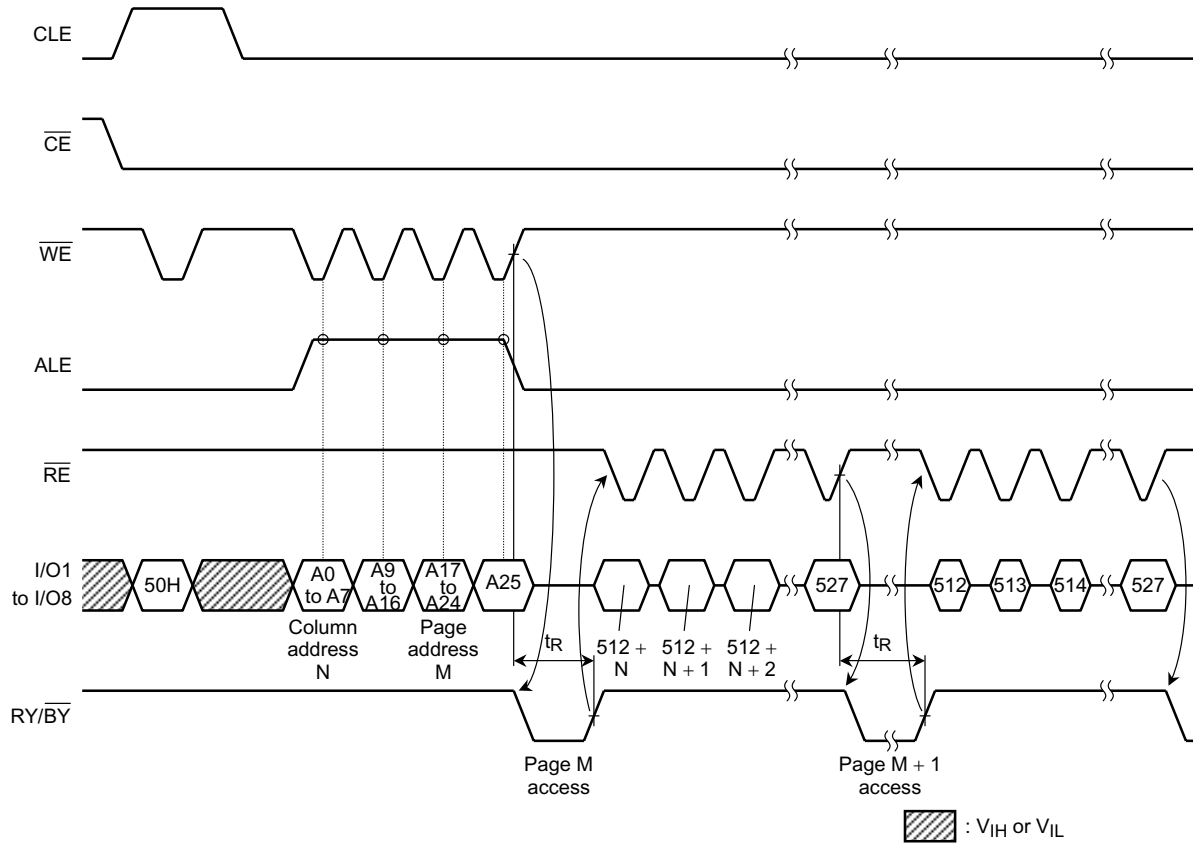 CLE
CE
WE
ALE
RE
I/O1
to I/O8
50H
A0
to A7
A9
to
A16
A17
to
A24
A25
527
512
513
514
527
Column
address
N
Page
address
M
tR
512 +
N
512 +
N + 1
512 +
N + 2
tR
RY/BY
Page M
access
Page M + 1
access
: VIH or VIL